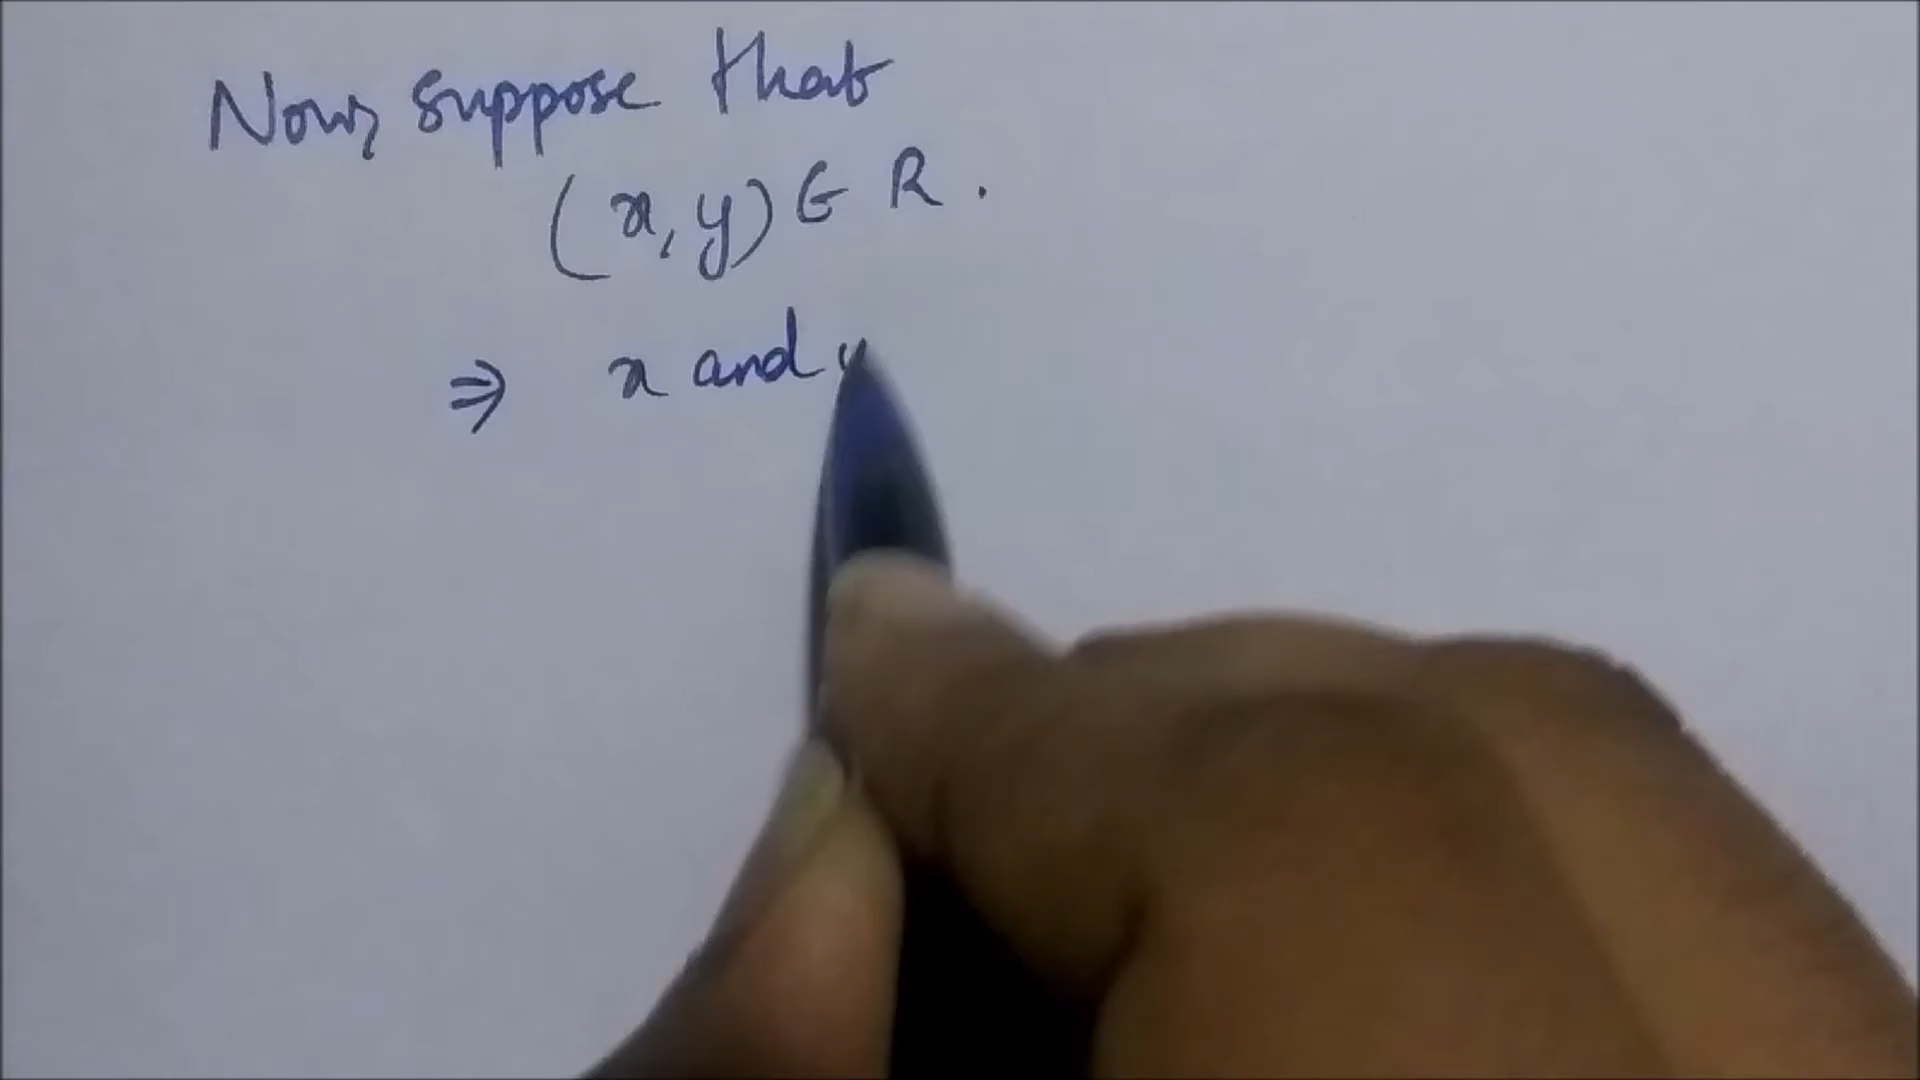 Now, suppose that
(x, y) ∈ R.
⇒ x and y